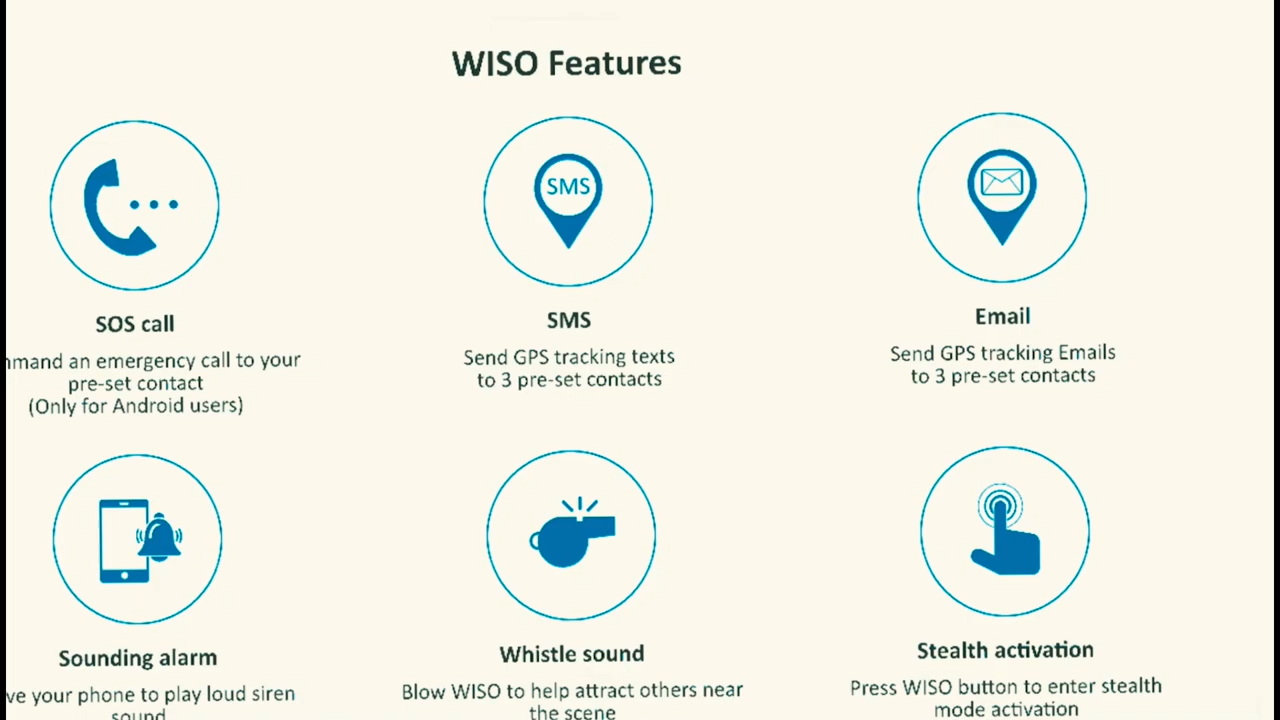 WISO Features
SMS
SOS call
an emergency call to your
pre-set contact
(Only for Android users)
SMS
Send GPS tracking texts
to 3 pre-set contacts
Email
Send GPS tracking Emails
to 3 pre-set contacts
Sounding alarm
your phone to play loud siren
sound
Whistle sound
Blow WISO to help attract others near
the scene
Stealth activation
Press WISO button to enter stealth
mode activation